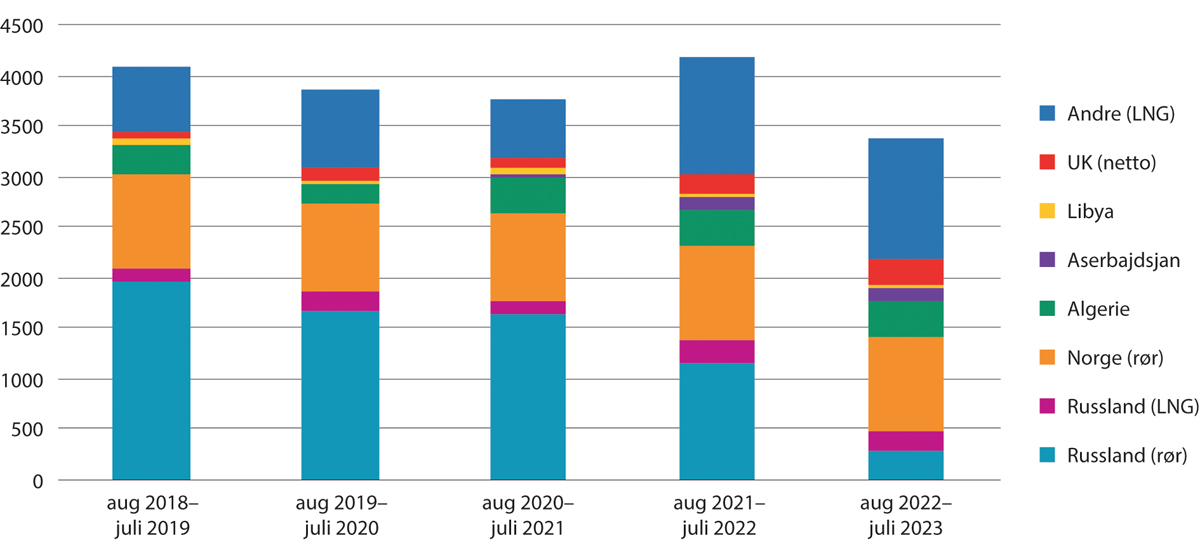 4500
4000
3500
3000
2500
2000
1500
1000
500
0
aug 2018–
juli 2019
aug 2019–
juli 2020
aug 2020–
juli 2021
aug 2021–
juli 2022
aug 2022–
juli 2023
Andre (LNG)
UK (netto)
Libya
Aserbajdsjan
Algerie
Norge (rør)
Russland (LNG)
Russland (rør)